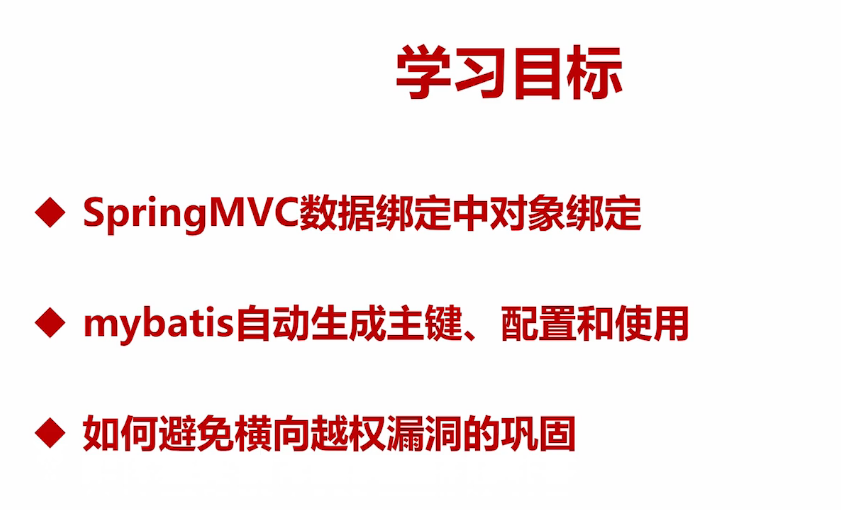 学习目标
SpringMVC数据绑定中对象绑定
mybatis自动生成主键、配置和使用
如何避免横向越权漏洞的巩固